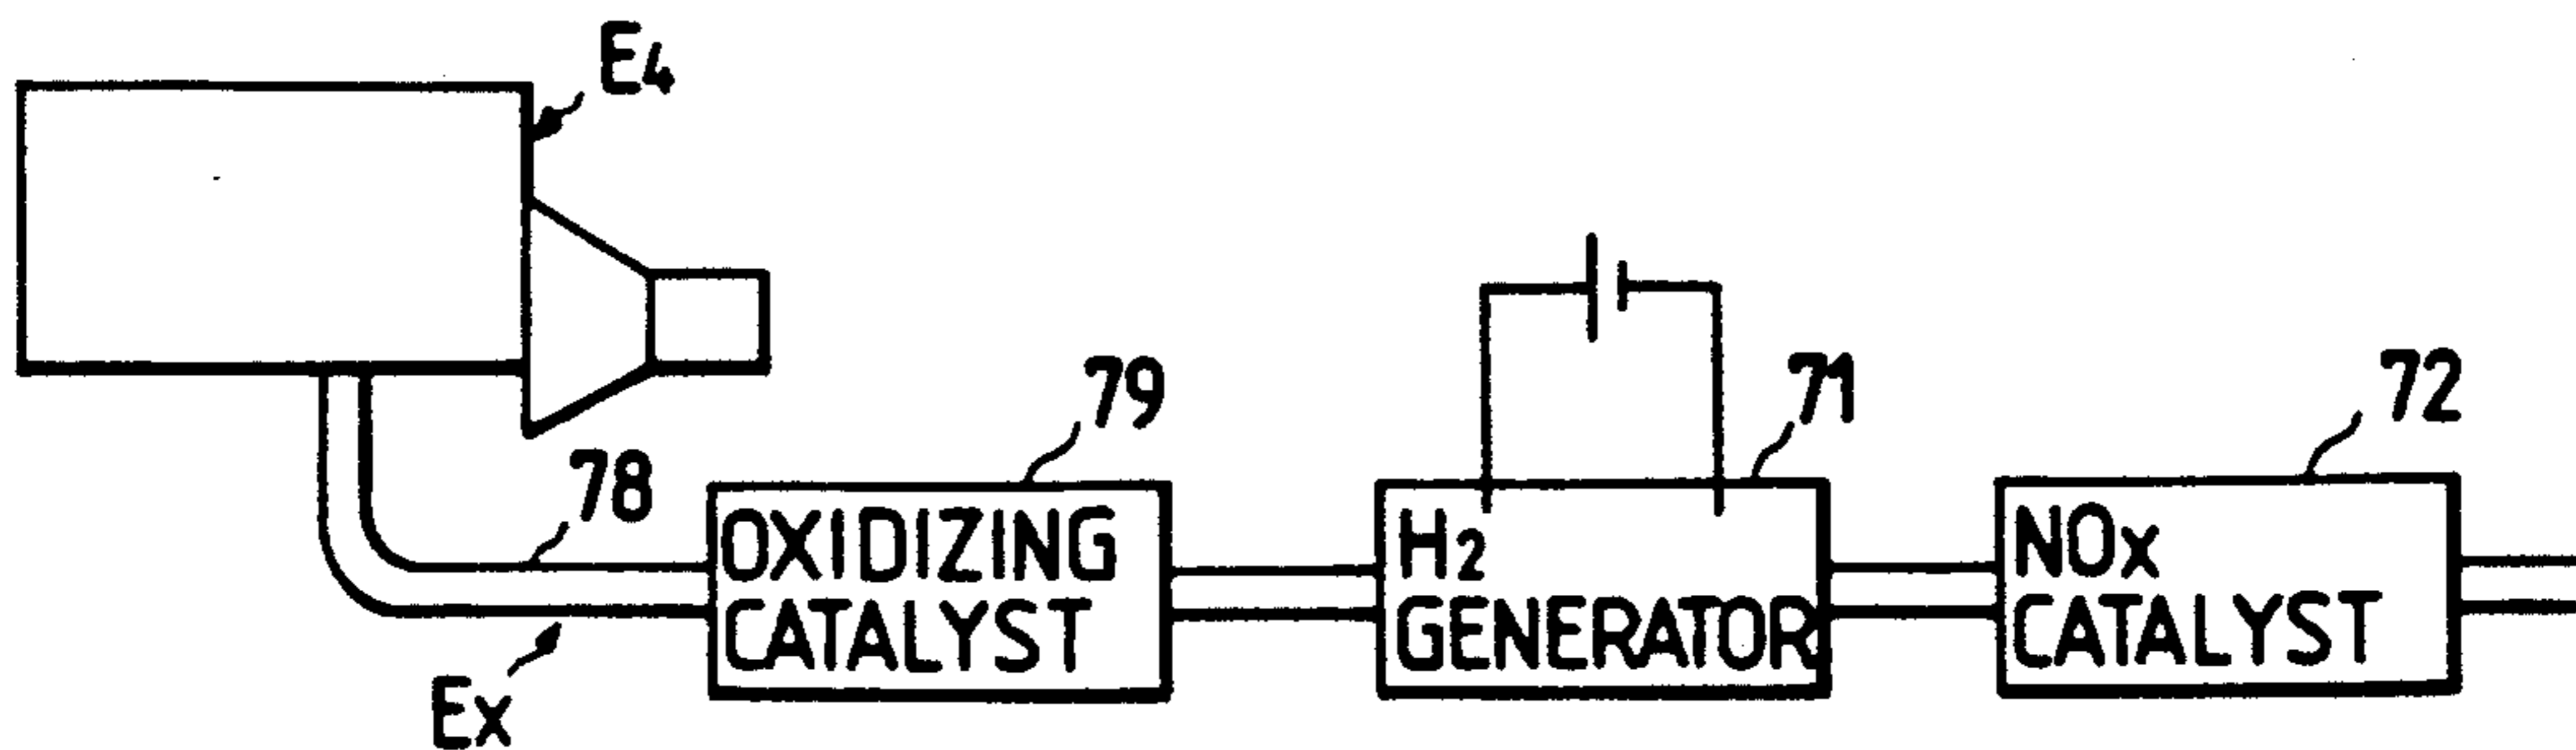 E4
79
71
72
78
OXIDIZING
CATALYST
H2
GENERATOR
NOx
CATALYST
Ex